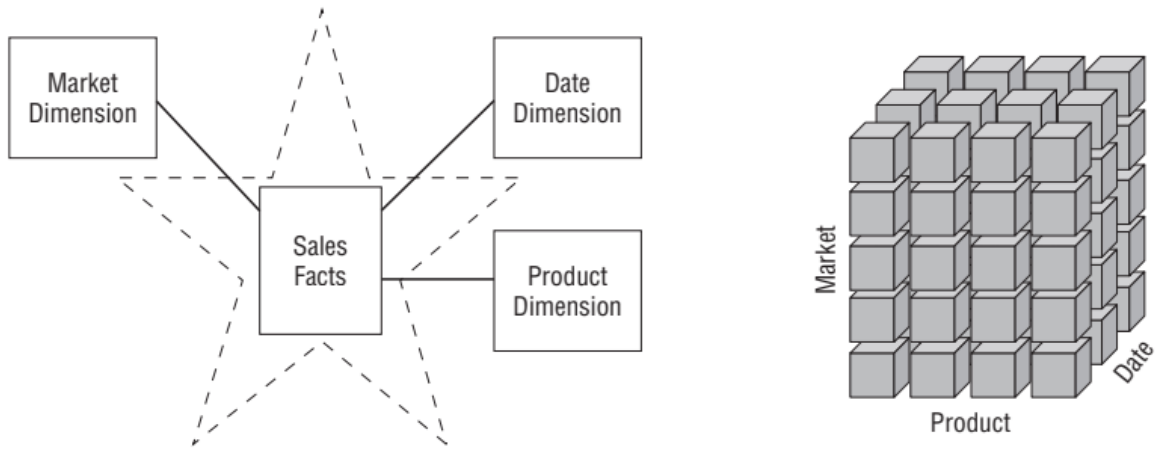 Market
Dimension
Date
Dimension
Sales
Facts
Product
Dimension
Market
Product
Date